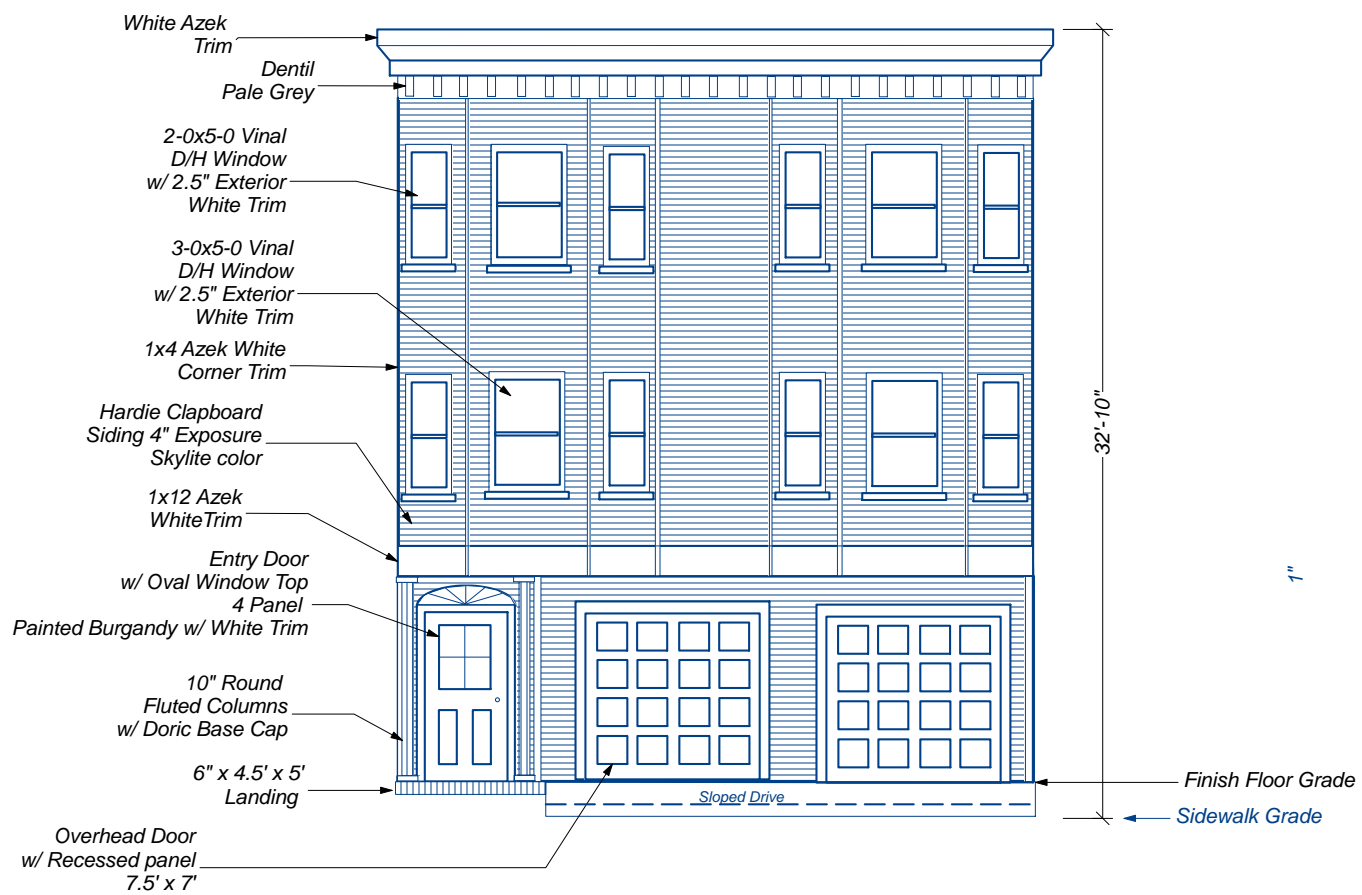 White Azek
Trim
Dentil
Pale Grey
2-0x5-0 Vinal
D/H Window
w/ 2.5" Exterior
White Trim
3-0x5-0 Vinal
D/H Window
w/ 2.5" Exterior
White Trim
1x4 Azek White
Corner Trim
Hardie Clapboard
Siding 4" Exposure
Skylite color
1x12 Azek
WhiteTrim
Entry Door
w/ Oval Window Top
4 Panel
Painted Burgandy w/ White Trim
10" Round
Fluted Columns
w/ Doric Base Cap
6" x 4.5' x 5'
Landing
Overhead Door
w/ Recessed panel
7.5' x 7'
Sloped Drive
32'-10"
1"
Finish Floor Grade
Sidewalk Grade